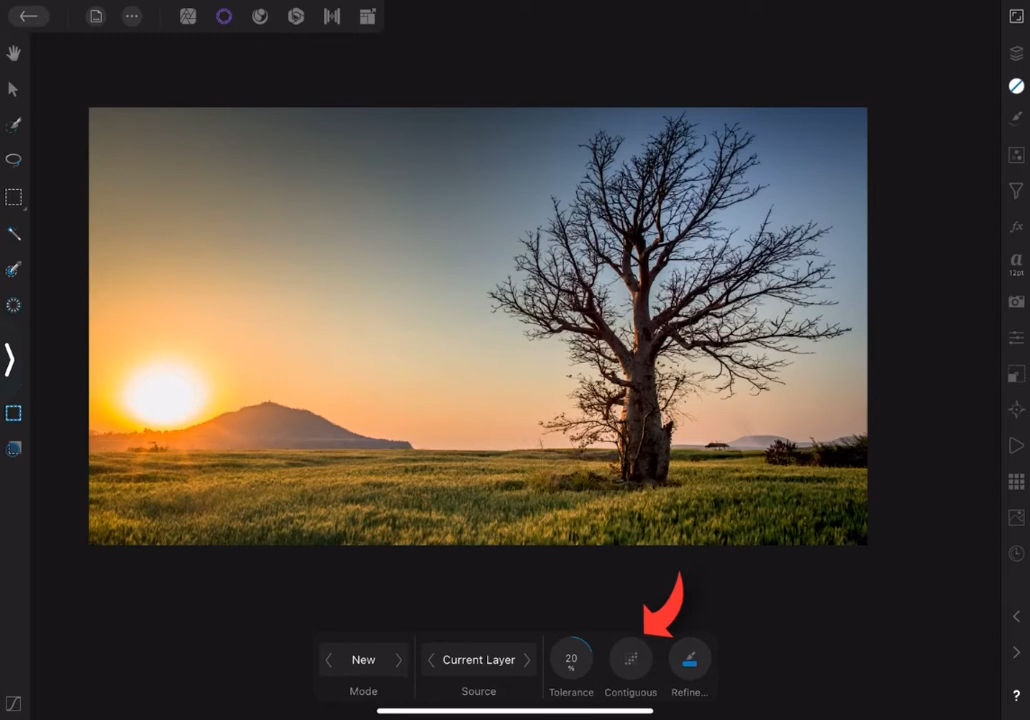 a
12pt
New
Current Layer
20
%
Mode
Source
Tolerance
Contiguous
Refine...
?